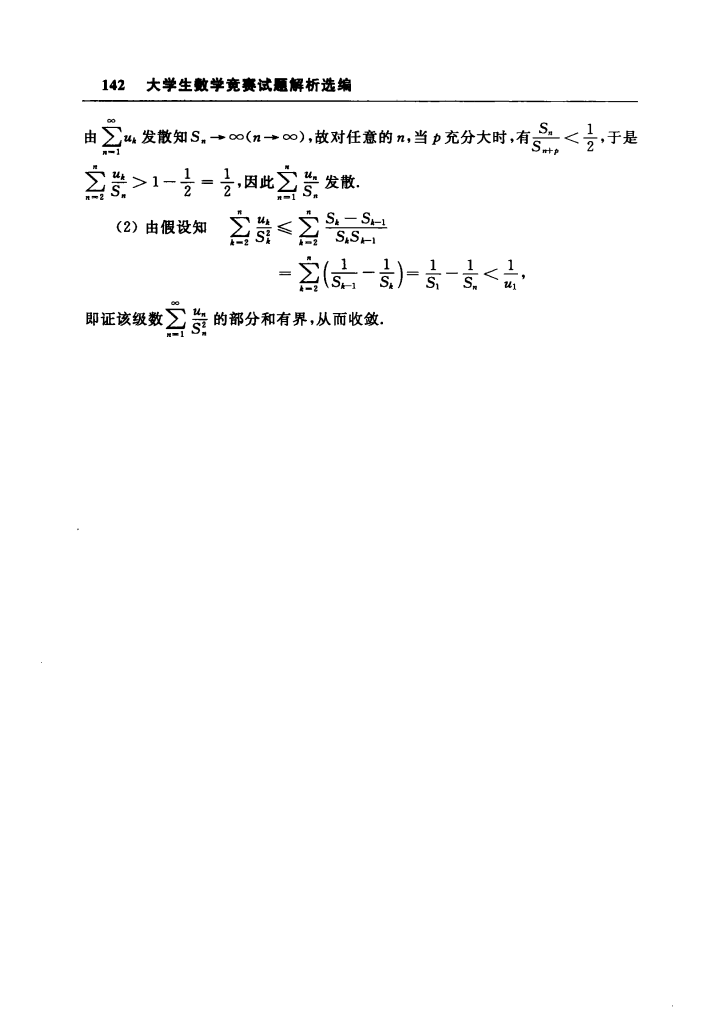 142 大学生数学竞赛试题解析选编
由 $\sum_{n=1}^{\infty} u_k$ 发散知 $S_n \to \infty (n \to \infty)$,故对任意的 n,当 p 充分大时,有 $\frac{S_n}{S_{n+p}} < \frac{1}{2}$,于是
$\sum_{n=2}^{n} \frac{u_k}{S_n} > 1 - \frac{1}{2} = \frac{1}{2}$,因此 $\sum_{n=1}^{n} \frac{u_n}{S_n}$ 发散.
(2) 由假设知 $\sum_{k=2}^{n} \frac{u_k}{S_k^2} \leqslant \sum_{k=2}^{n} \frac{S_k - S_{k-1}}{S_k S_{k-1}}$
$= \sum_{k=2}^{n} \left( \frac{1}{S_{k-1}} - \frac{1}{S_k} \right) = \frac{1}{S_1} - \frac{1}{S_n} < \frac{1}{u_1}$,
即证该级数 $\sum_{n=1}^{\infty} \frac{u_n}{S_n^2}$ 的部分和有界,从而收敛.